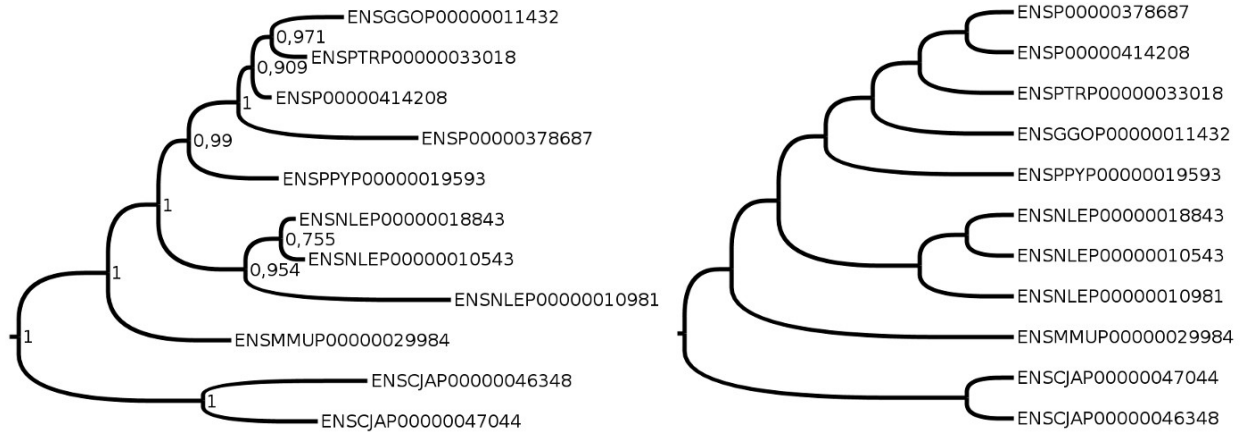 ENSGGOP00000011432
0,971
ENSPTRP00000033018
0,909
ENSP00000414208
1
ENSP00000378687
0,99
ENSPPYP00000019593
1
ENSNLEP00000018843
0,755
ENSNLEP00000010543
0,954
ENSNLEP00000010981
1
ENSMMUP00000029984
1
ENSCJAP00000046348
1
ENSCJAP00000047044
ENSP00000378687
ENSP00000414208
ENSPTRP00000033018
ENSGGOP00000011432
ENSPPYP00000019593
ENSNLEP00000018843
ENSNLEP00000010543
ENSNLEP00000010981
ENSMMUP00000029984
ENSCJAP00000047044
ENSCJAP00000046348